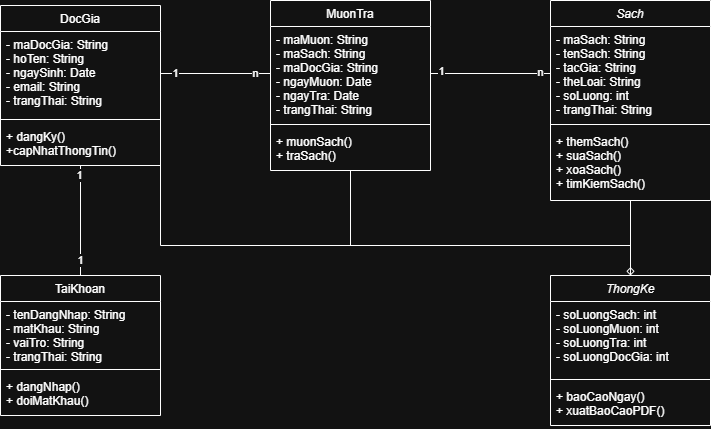 DocGia
- maDocGia: String
- hoTen: String
- ngaySinh: Date
- email: String
- trangThai: String
+ dangKy()
+capNhatThongTin()
1
n
MuonTra
- maMuon: String
- maSach: String
- maDocGia: String
- ngayMuon: Date
- ngayTra: Date
- trangThai: String
+ muonSach()
+ traSach()
1
n
Sach
- maSach: String
- tenSach: String
- tacGia: String
- theLoai: String
- soLuong: int
- trangThai: String
+ themSach()
+ suaSach()
+ xoaSach()
+ timKiemSach()
1
1
TaiKhoan
- tenDangNhap: String
- matKhau: String
- vaiTro: String
- trangThai: String
+ dangNhap()
+ doiMatKhau()
ThongKe
- soLuongSach: int
- soLuongMuon: int
- soLuongTra: int
- soLuongDocGia: int
+ baoCaoNgay()
+ xuatBaoCaoPDF()